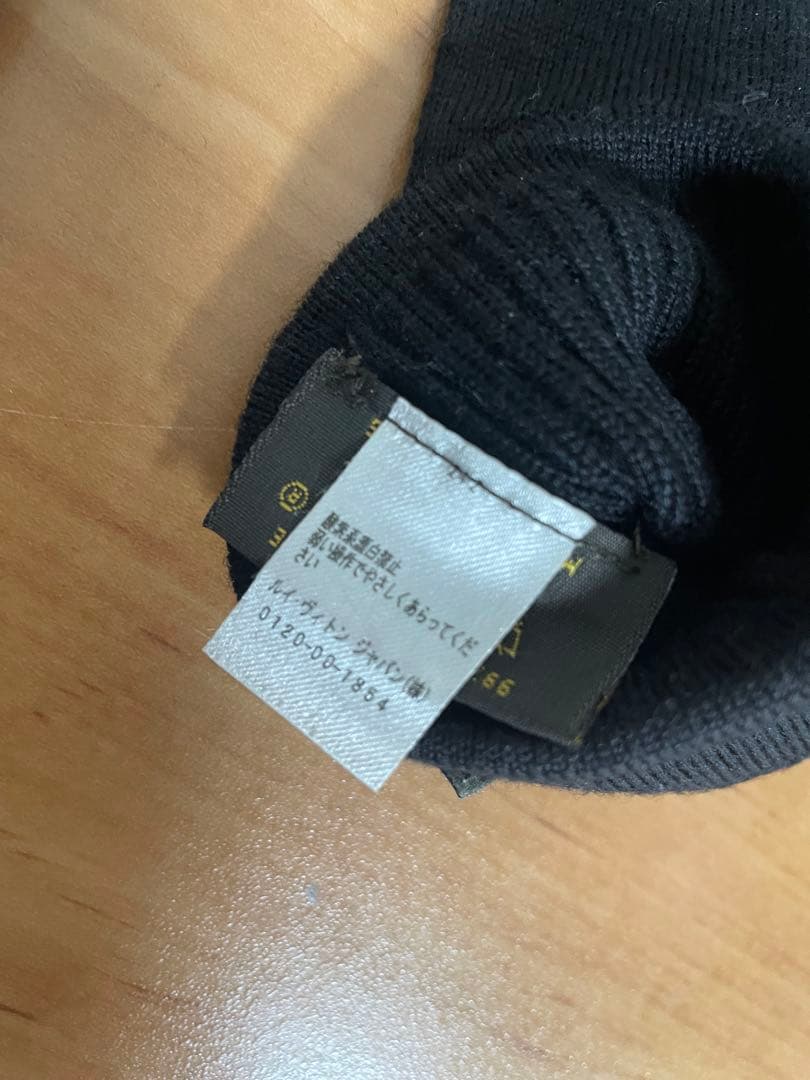 酸素系漂白禁止
弱い操作でやさしくあらってくだ
さい
ルイ・ヴィトン ジャパン(株)
0120-00-1854